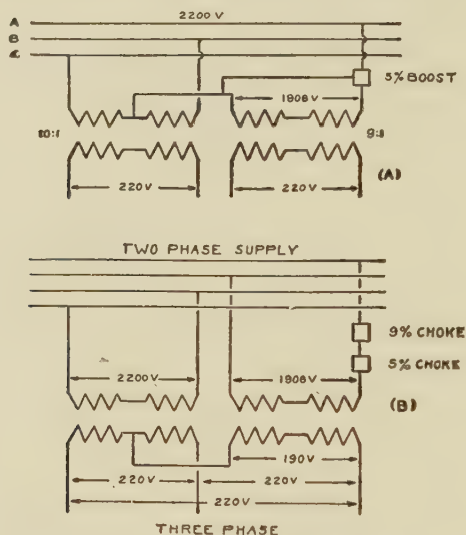 A 2200 V
B
C
5% BOOST
1906V
10:1
9:1
(A)
220V 220V
TWO PHASE SUPPLY
9% CHOKE
5% CHOKE
2200V 1906V
(B)
190V
220V 220V
220V
THREE PHASE